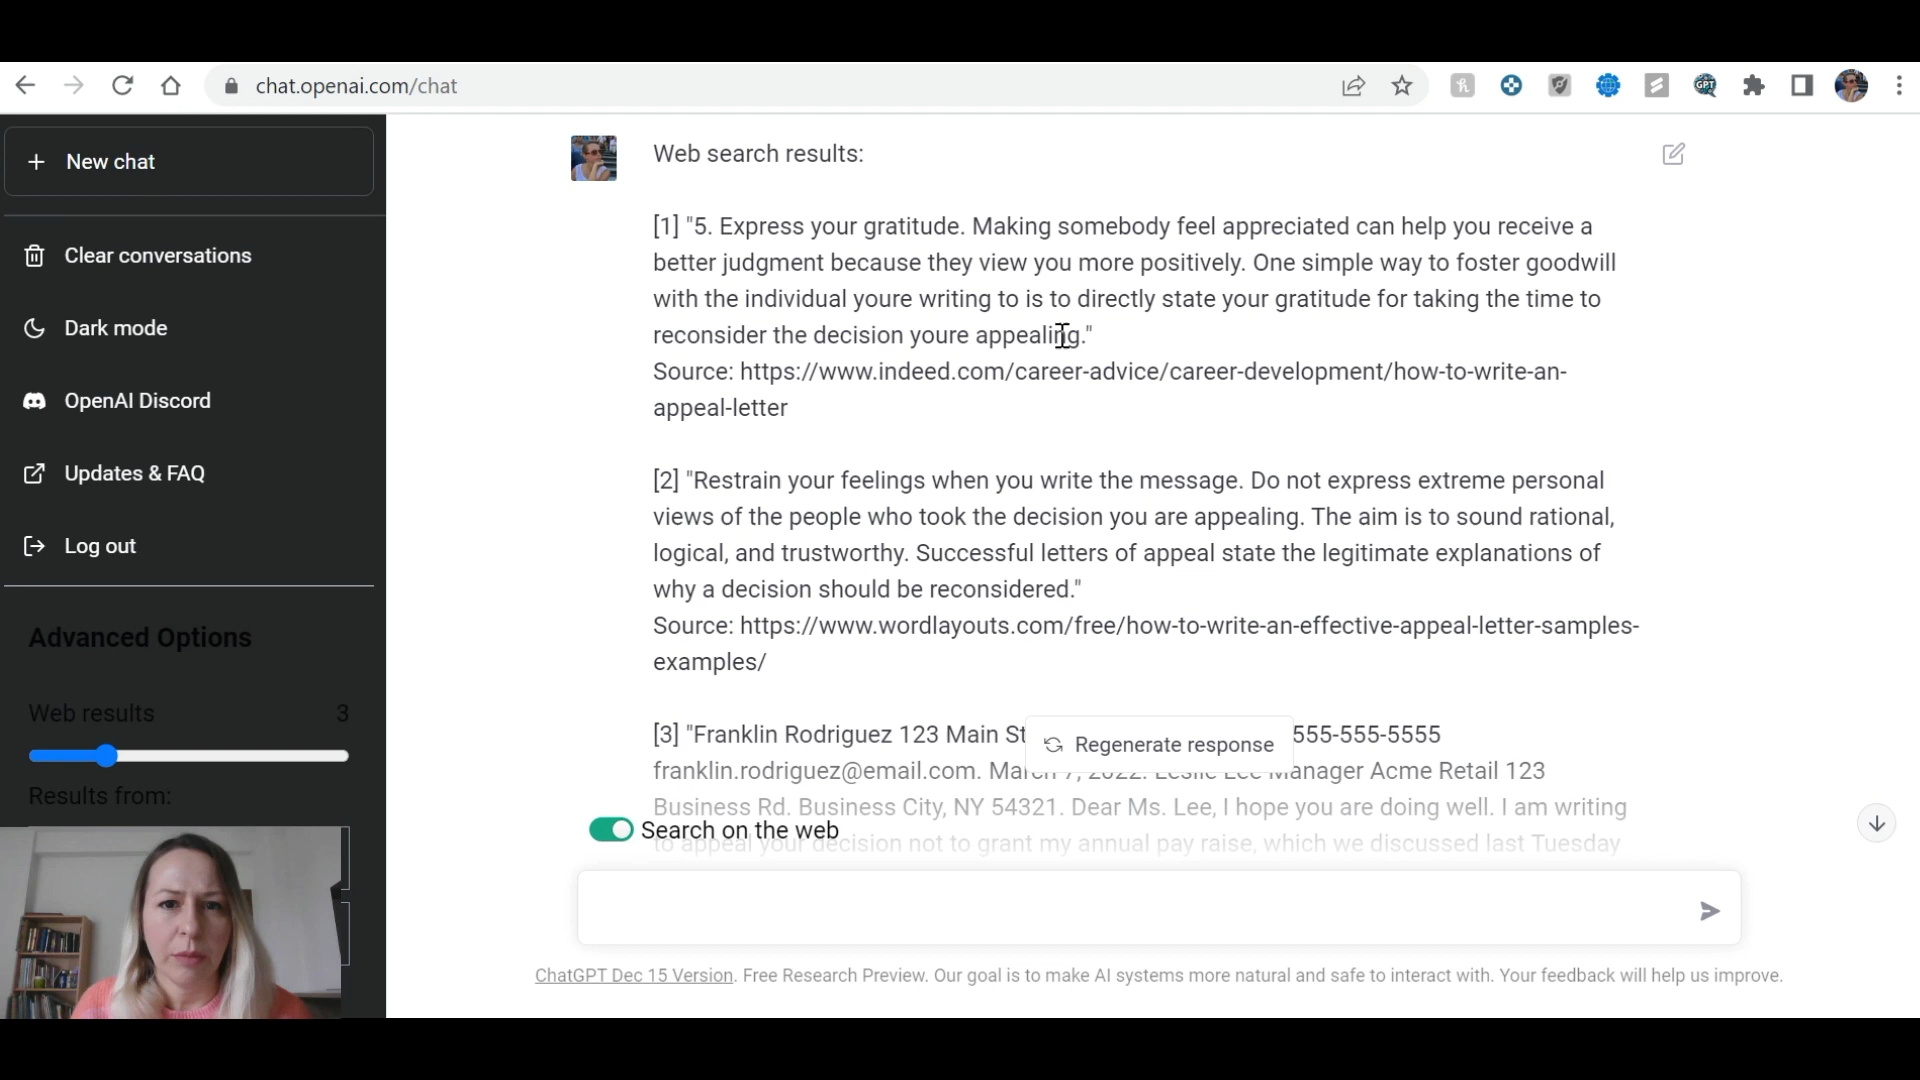 chat.openai.com/chat
New chat
Clear conversations
Dark mode
OpenAI Discord
Updates & FAQ
Log out
Advanced Options
Web results 3
Results from:
Web search results:
[1] "5. Express your gratitude. Making somebody feel appreciated can help you receive a
better judgment because they view you more positively. One simple way to foster goodwill
with the individual youre writing to is to directly state your gratitude for taking the time to
reconsider the decision youre appealing."
Source: https://www.indeed.com/career-advice/career-development/how-to-write-an-
appeal-letter
[2] "Restrain your feelings when you write the message. Do not express extreme personal
views of the people who took the decision you are appealing. The aim is to sound rational,
logical, and trustworthy. Successful letters of appeal state the legitimate explanations of
why a decision should be reconsidered."
Source: https://www.wordlayouts.com/free/how-to-write-an-effective-appeal-letter-samples-
examples/
[3] "Franklin Rodriguez 123 Main 555-555-5555
Regenerate response
franklin.rodriguez@email.com. March 7, 2022. Leslie Lee Manager Acme Retail 123
Business Rd. Business City, NY 54321. Dear Ms. Lee, I hope you are doing well. I am writing
Search on the web
to appeal your decision not to grant my annual pay raise, which we discussed last Tuesday
ChatGPT Dec 15 Version. Free Research Preview. Our goal is to make AI systems more natural and safe to interact with. Your feedback will help us improve.